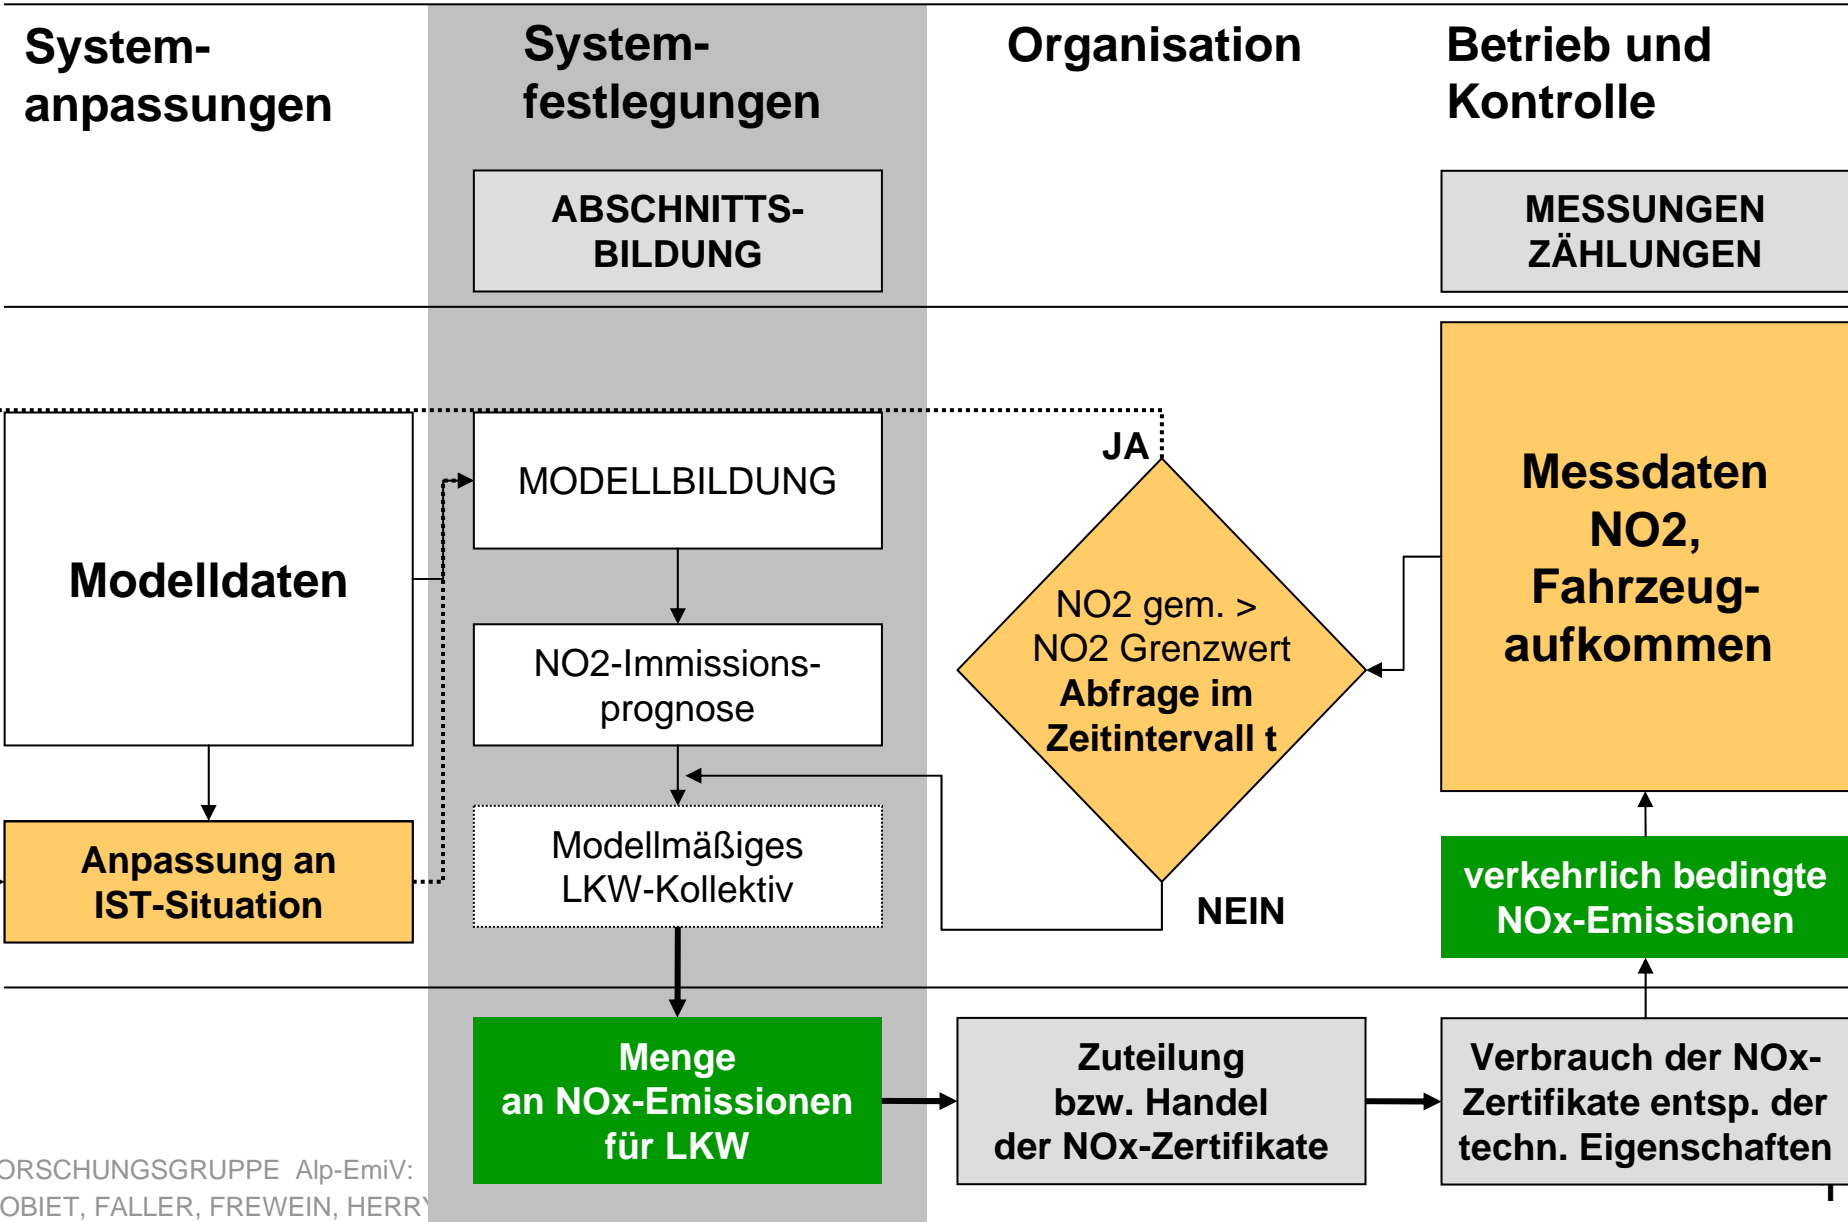 System-
anpassungen
System-
festlegungen
Organisation
Betrieb und
Kontrolle
ABSCHNITTS-
BILDUNG
MESSUNGEN
ZÄHLUNGEN
Modelldaten
MODELLBILDUNG
JA
NO2 gem. >
NO2 Grenzwert
Abfrage im
Zeitintervall t
Messdaten
NO2,
Fahrzeug-
aufkommen
NO2-Immissions-
prognose
Anpassung an
IST-Situation
Modellmäßiges
LKW-Kollektiv
NEIN
verkehrlich bedingte
NOx-Emissionen
Menge
an NOx-Emissionen
für LKW
Zuteilung
bzw. Handel
der NOx-Zertifikate
Verbrauch der NOx-
Zertifikate entsp. der
techn. Eigenschaften
ORSCHUNGSGRUPPE Alp-EmiV:
OBIET, FALLER, FREWEIN, HERRY